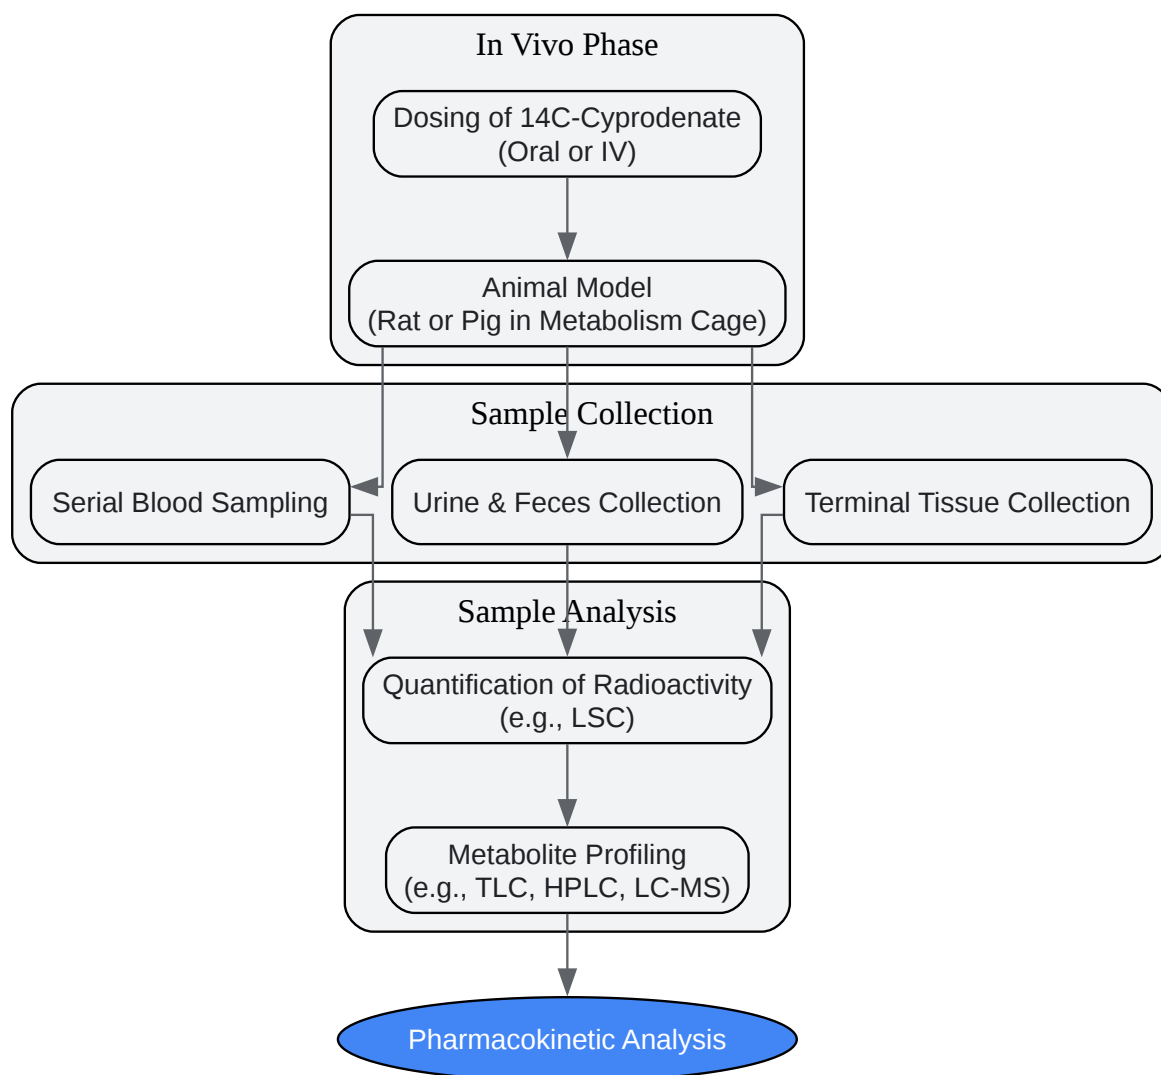 In Vivo Phase
Dosing of 14C-Cyprodenate
(Oral or IV)
Animal Model
(Rat or Pig in Metabolism Cage)
Sample Collection
Serial Blood Sampling
Urine & Feces Collection
Terminal Tissue Collection
Sample Analysis
Quantification of Radioactivity
(e.g., LSC)
Metabolite Profiling
(e.g., TLC, HPLC, LC-MS)
Pharmacokinetic Analysis